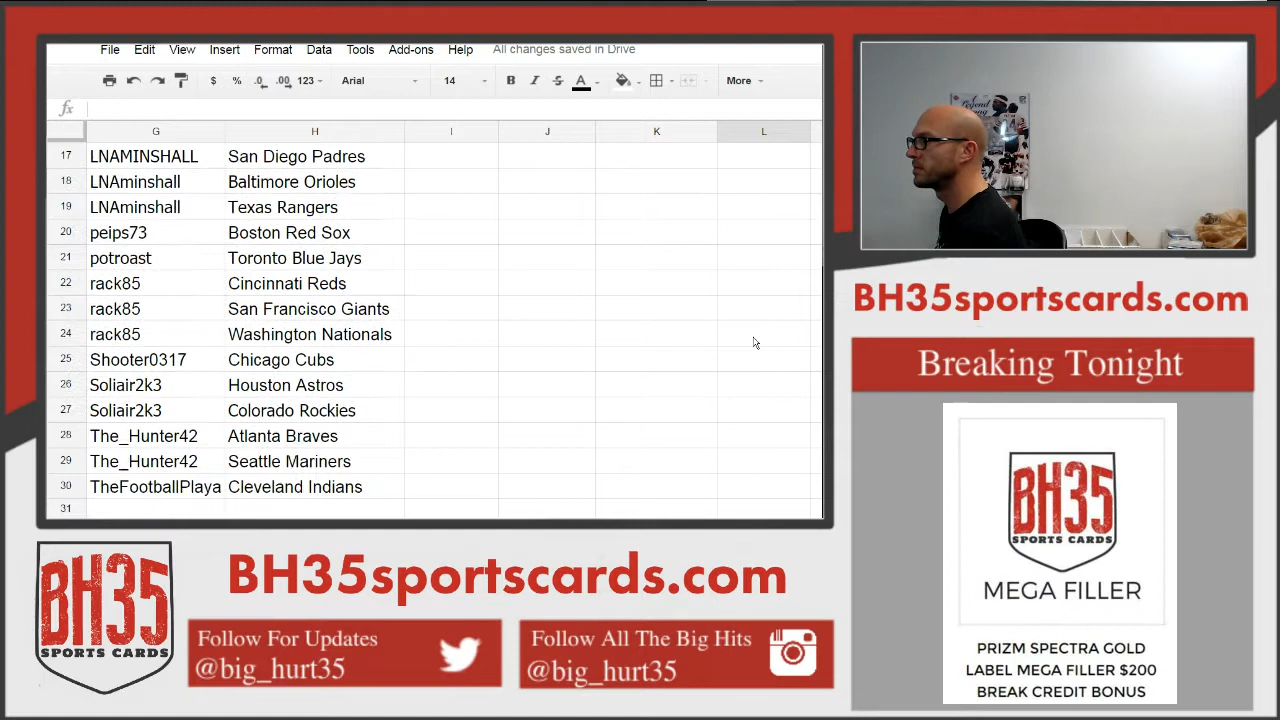 File Edit View Insert Format Data Tools Add-ons Help All changes saved in Drive
$ % .0 .00 123 Arial 14 B I S A More
fx
G H I J K L
17 LNAMINSHALL San Diego Padres
18 LNAminshall Baltimore Orioles
19 LNAminshall Texas Rangers
20 peips73 Boston Red Sox
21 potroast Toronto Blue Jays
22 rack85 Cincinnati Reds
23 rack85 San Francisco Giants
24 rack85 Washington Nationals
25 Shooter0317 Chicago Cubs
26 Soliair2k3 Houston Astros
27 Soliair2k3 Colorado Rockies
28 The_Hunter42 Atlanta Braves
29 The_Hunter42 Seattle Mariners
30 TheFootballPlaya Cleveland Indians
31
Legend
BH35sportscards.com
Breaking Tonight
BH35
SPORTS CARDS
MEGA FILLER
PRIZM SPECTRA GOLD
LABEL MEGA FILLER $200
BREAK CREDIT BONUS
BH35
SPORTS CARDS
BH35sportscards.com
Follow For Updates
@big_hurt35
Follow All The Big Hits
@big_hurt35